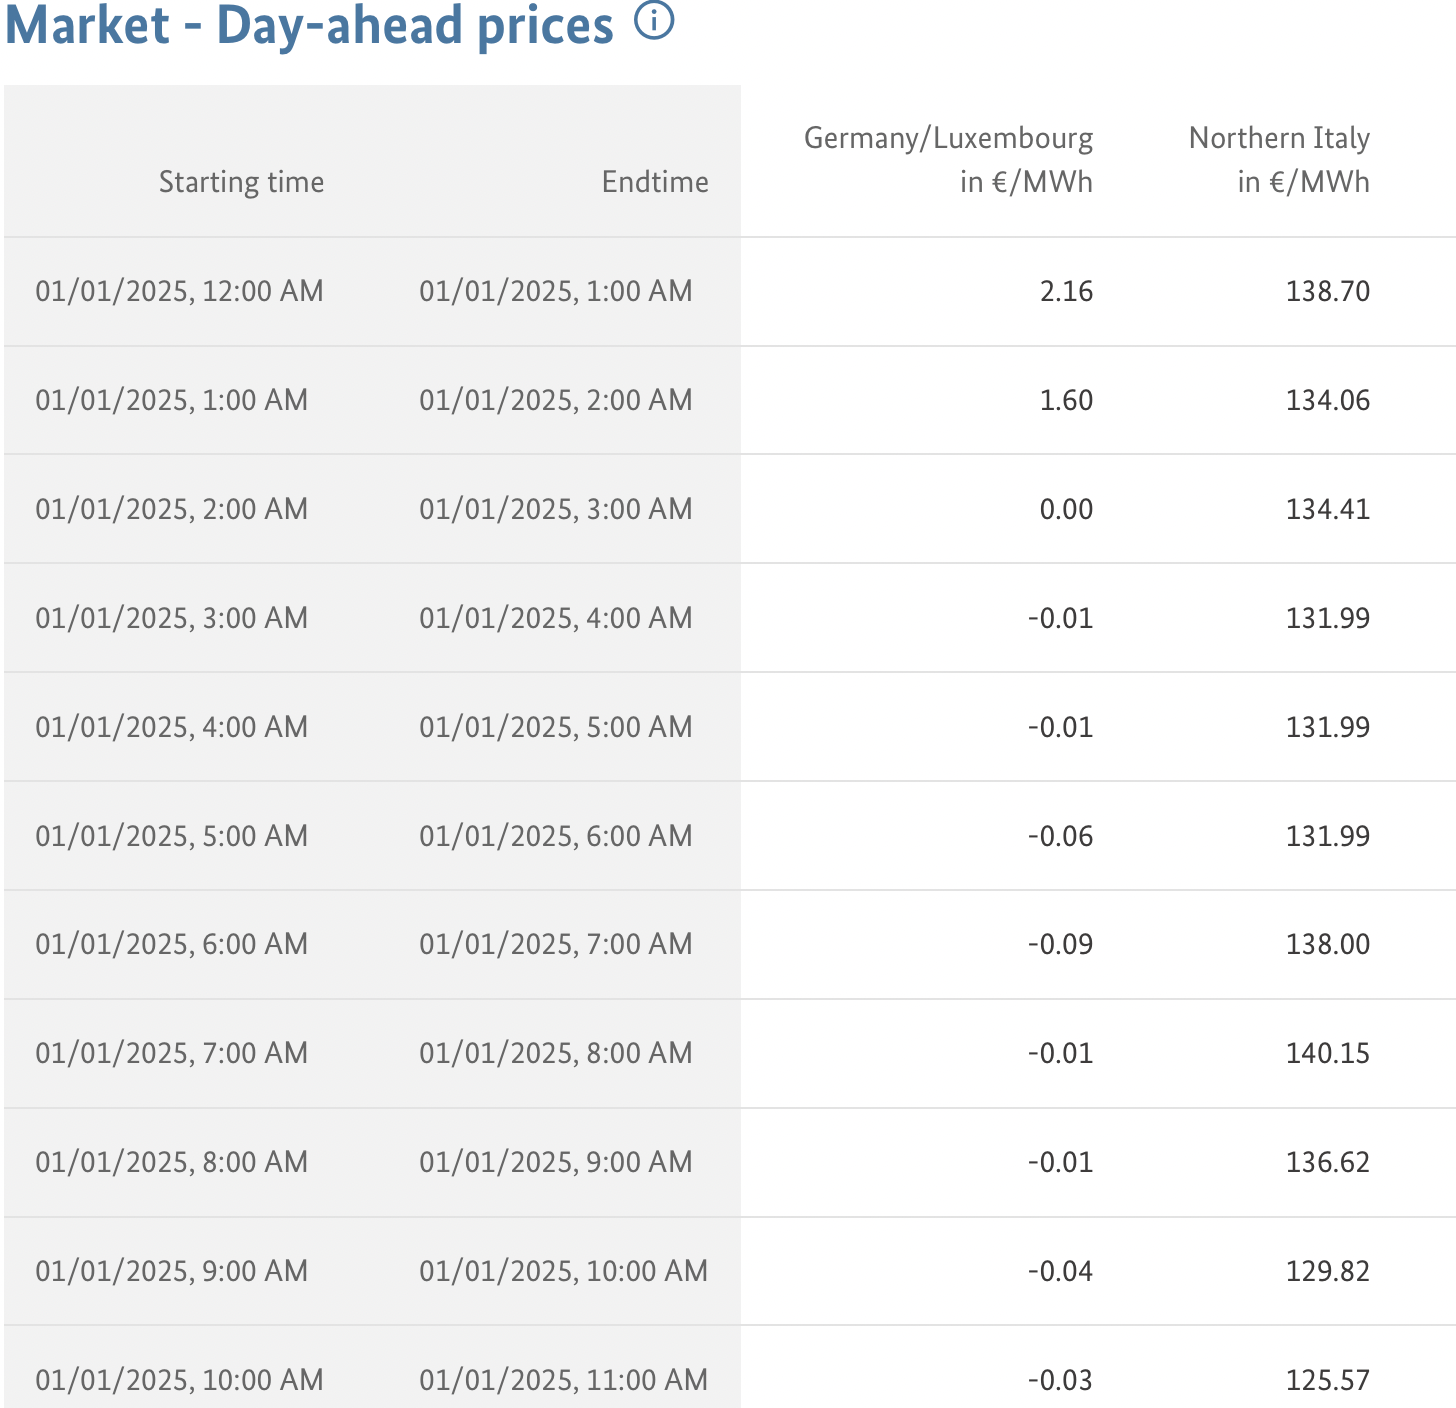 Market - Day-ahead prices
Starting time Endtime Germany/Luxembourg in €/MWh Northern Italy in €/MWh
01/01/2025, 12:00 AM 01/01/2025, 1:00 AM 2.16 138.70
01/01/2025, 1:00 AM 01/01/2025, 2:00 AM 1.60 134.06
01/01/2025, 2:00 AM 01/01/2025, 3:00 AM 0.00 134.41
01/01/2025, 3:00 AM 01/01/2025, 4:00 AM -0.01 131.99
01/01/2025, 4:00 AM 01/01/2025, 5:00 AM -0.01 131.99
01/01/2025, 5:00 AM 01/01/2025, 6:00 AM -0.06 131.99
01/01/2025, 6:00 AM 01/01/2025, 7:00 AM -0.09 138.00
01/01/2025, 7:00 AM 01/01/2025, 8:00 AM -0.01 140.15
01/01/2025, 8:00 AM 01/01/2025, 9:00 AM -0.01 136.62
01/01/2025, 9:00 AM 01/01/2025, 10:00 AM -0.04 129.82
01/01/2025, 10:00 AM 01/01/2025, 11:00 AM -0.03 125.57